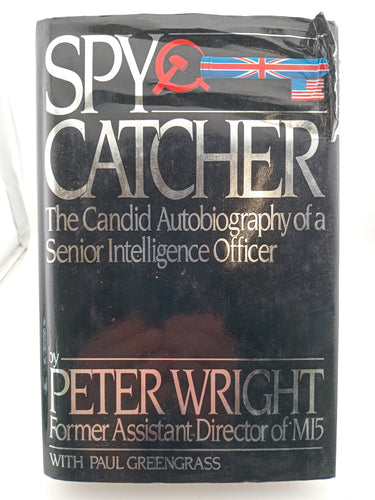 SPY
CATCHER
The Candid Autobiography of a
Senior Intelligence Officer
by
PETER WRIGHT
Former Assistant Director of MI5
WITH PAUL GREENGRASS